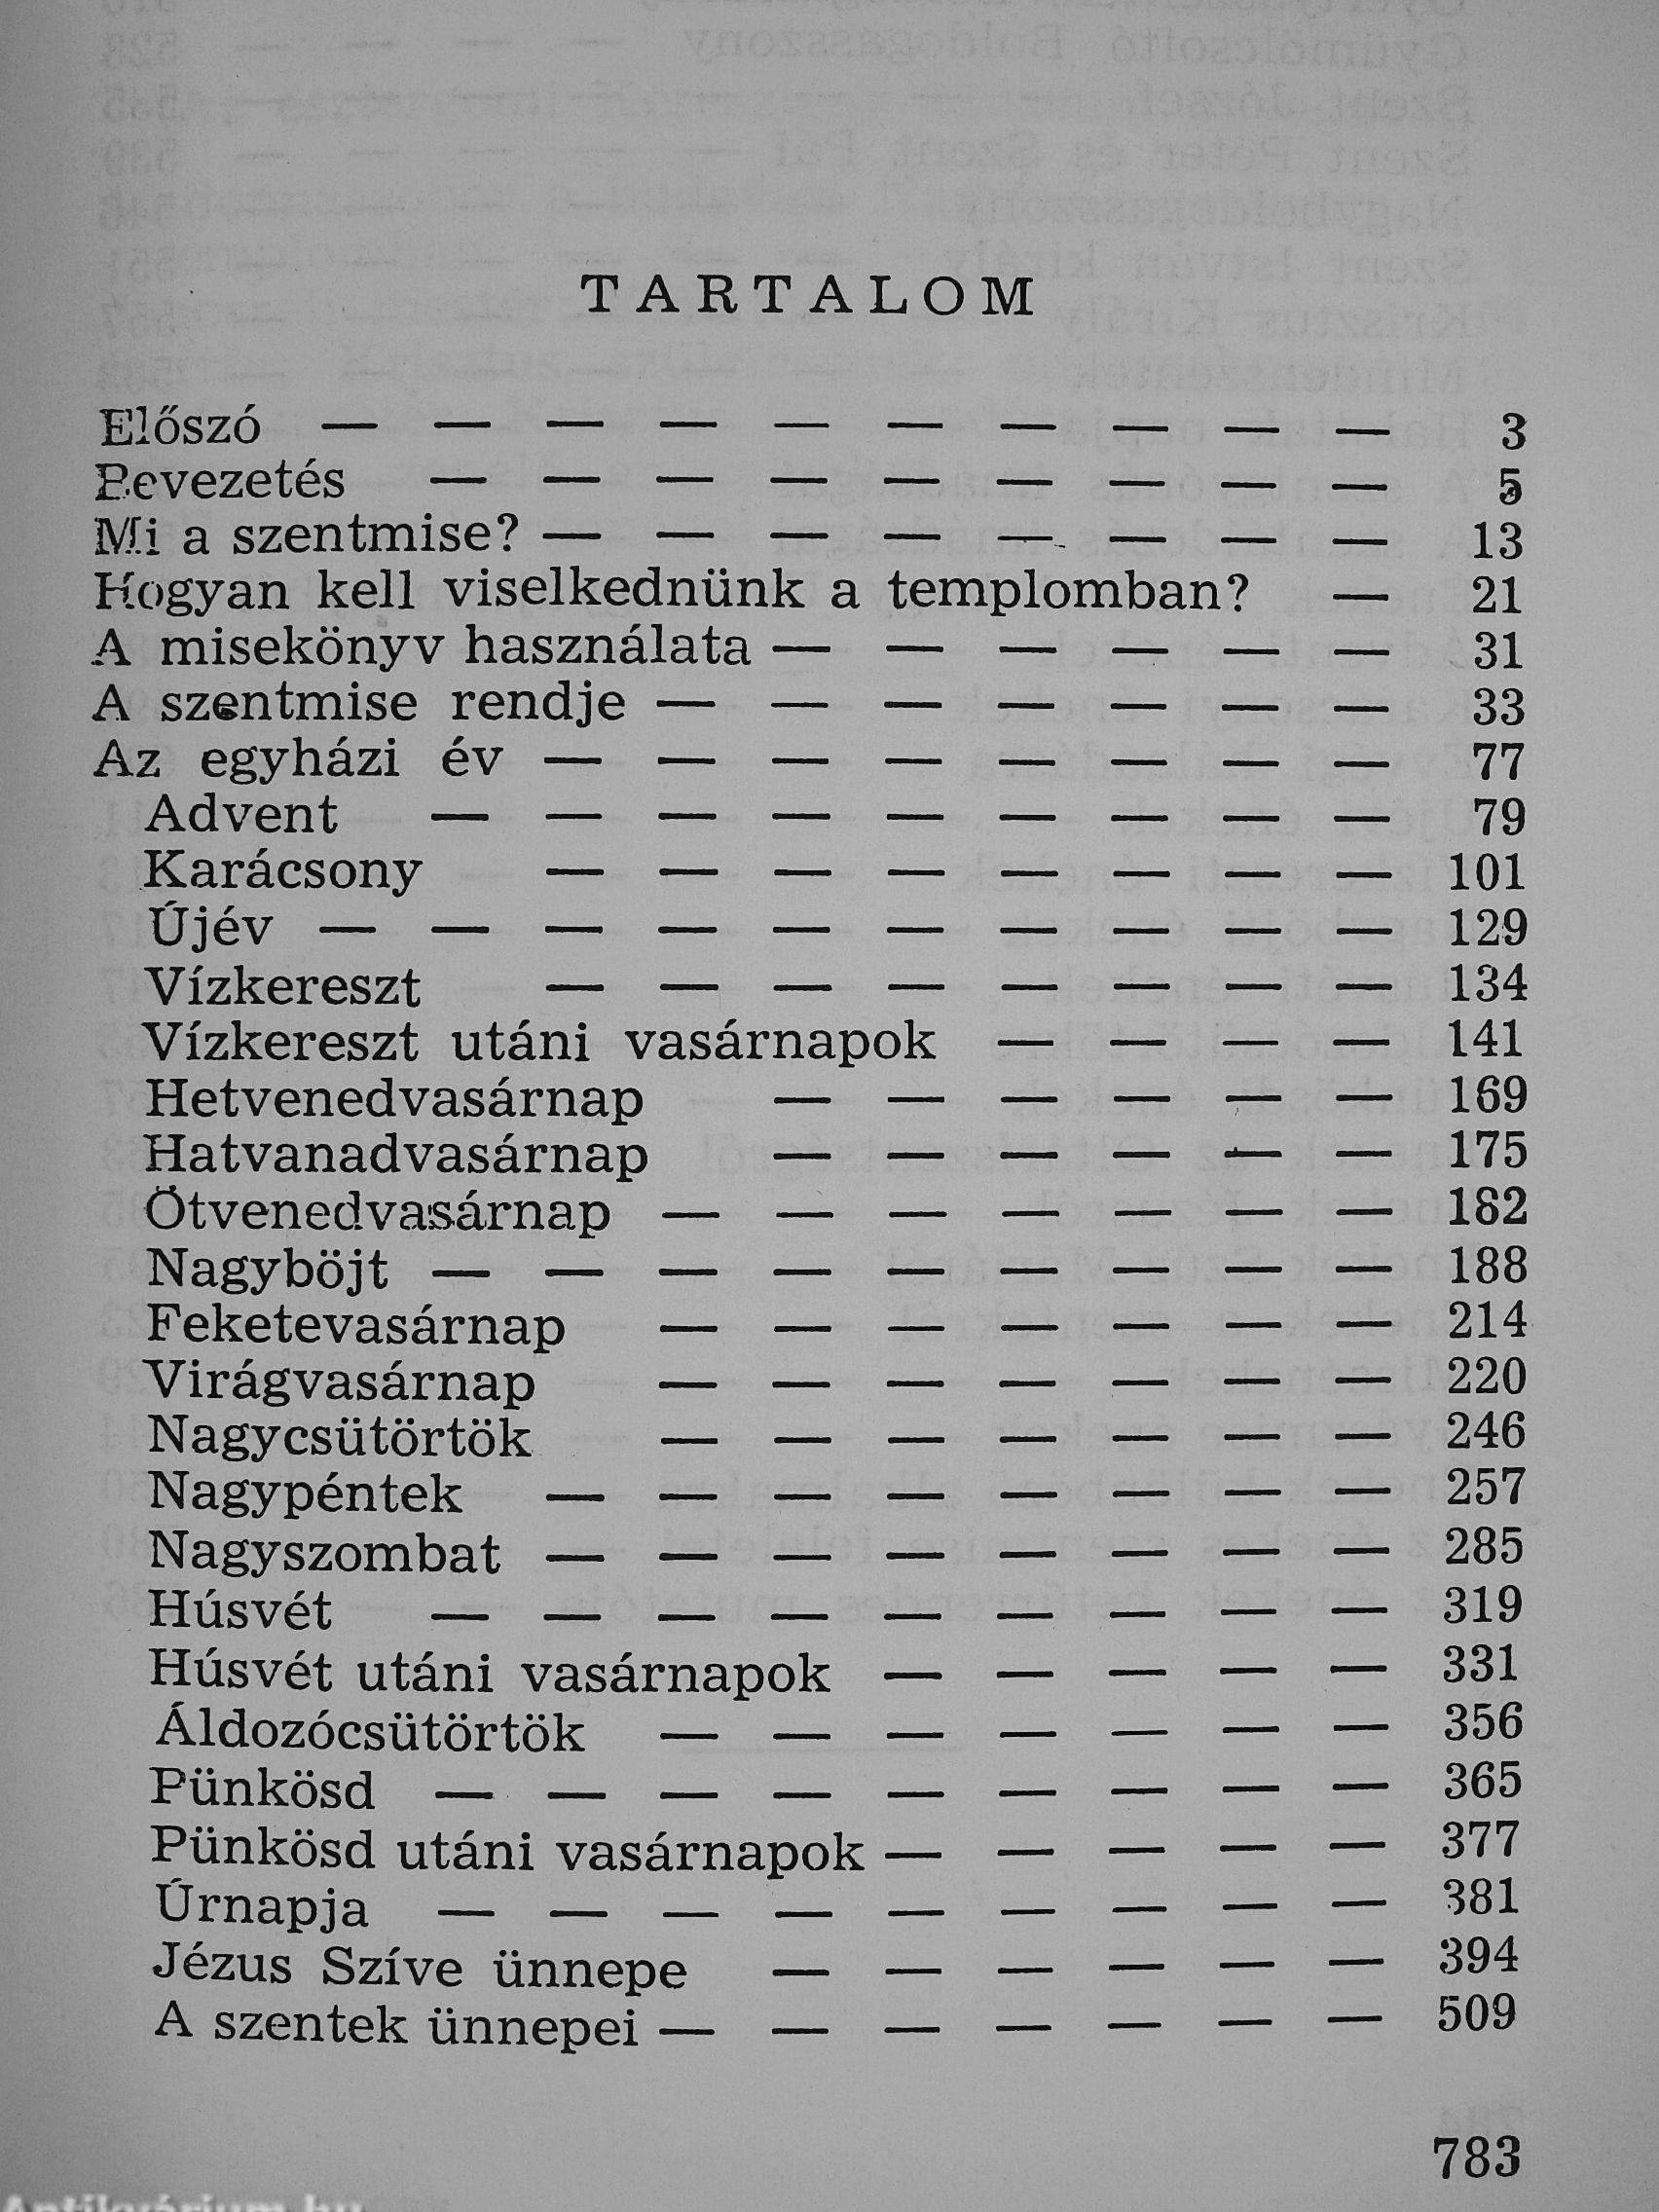 TARTALOM
Előszó — — — — — — — — — — 3
Bevezetés — — — — — — — — — 5
Mi a szentmise? — — — — — — — — 13
Hogyan kell viselkednünk a templomban? — 21
A misekönyv használata — — — — — — 31
A szentmise rendje — — — — — — — 33
Az egyházi év — — — — — — — — 77
Advent — — — — — — — — — 79
Karácsony — — — — — — — — 101
Újév — — — — — — — — — — 129
Vízkereszt — — — — — — — — 134
Vízkereszt utáni vasárnapok — — — — 141
Hetvenedvasárnap — — — — — — 169
Hatvanadvasárnap — — — — — — 175
Ötvenedvasárnap — — — — — — — 182
Nagyböjt — — — — — — — — — 188
Feketevasárnap — — — — — — — 214
Virágvasárnap — — — — — — — 220
Nagycsütörtök — — — — — — — 246
Nagypéntek — — — — — — — — 257
Nagyszombat — — — — — — — — 285
Húsvét — — — — — — — — — 319
Húsvét utáni vasárnapok — — — — — 331
Áldozócsütörtök — — — — — — — 356
Pünkösd — — — — — — — — — 365
Pünkösd utáni vasárnapok — — — — — 377
Úrnapja — — — — — — — — — 381
Jézus Szíve ünnepe — — — — — — 394
A szentek ünnepei — — — — — — — 509
783
Antikvárium.hu